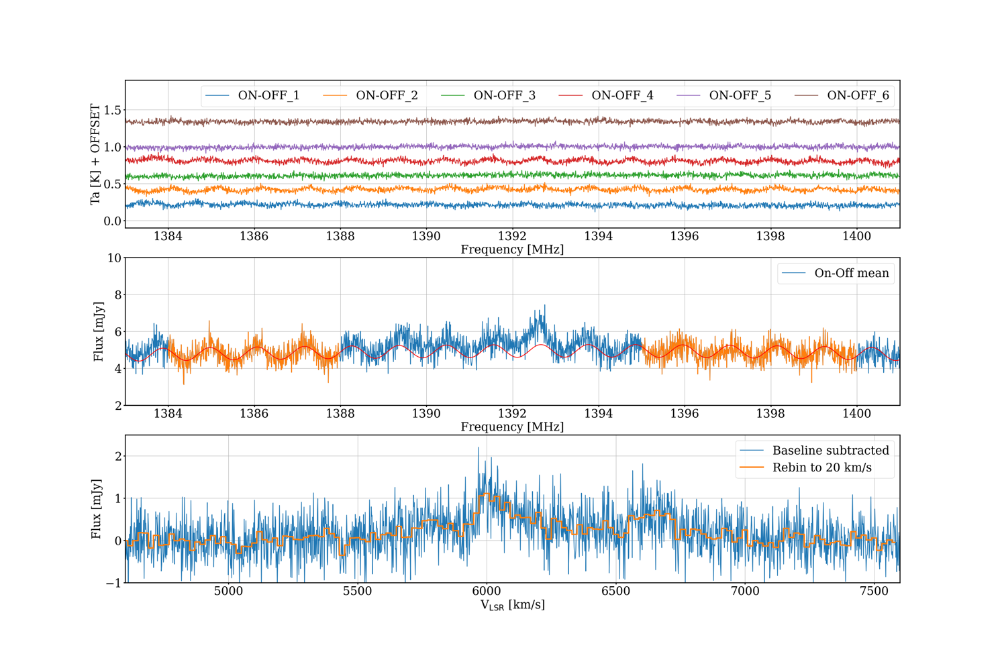 ON-OFF_1 ON-OFF_2 ON-OFF_3 ON-OFF_4 ON-OFF_5 ON-OFF_6
Ta [K] + OFFSET
1.5
1.0
0.5
0.0
1384 1386 1388 1390 1392 1394 1396 1398 1400
Frequency [MHz]
On-Off mean
Flux [mJy]
10
8
6
4
2
1384 1386 1388 1390 1392 1394 1396 1398 1400
Frequency [MHz]
Baseline subtracted
Rebin to 20 km/s
Flux [mJy]
2
1
0
−1
5000 5500 6000 6500 7000 7500
V_LSR [km/s]